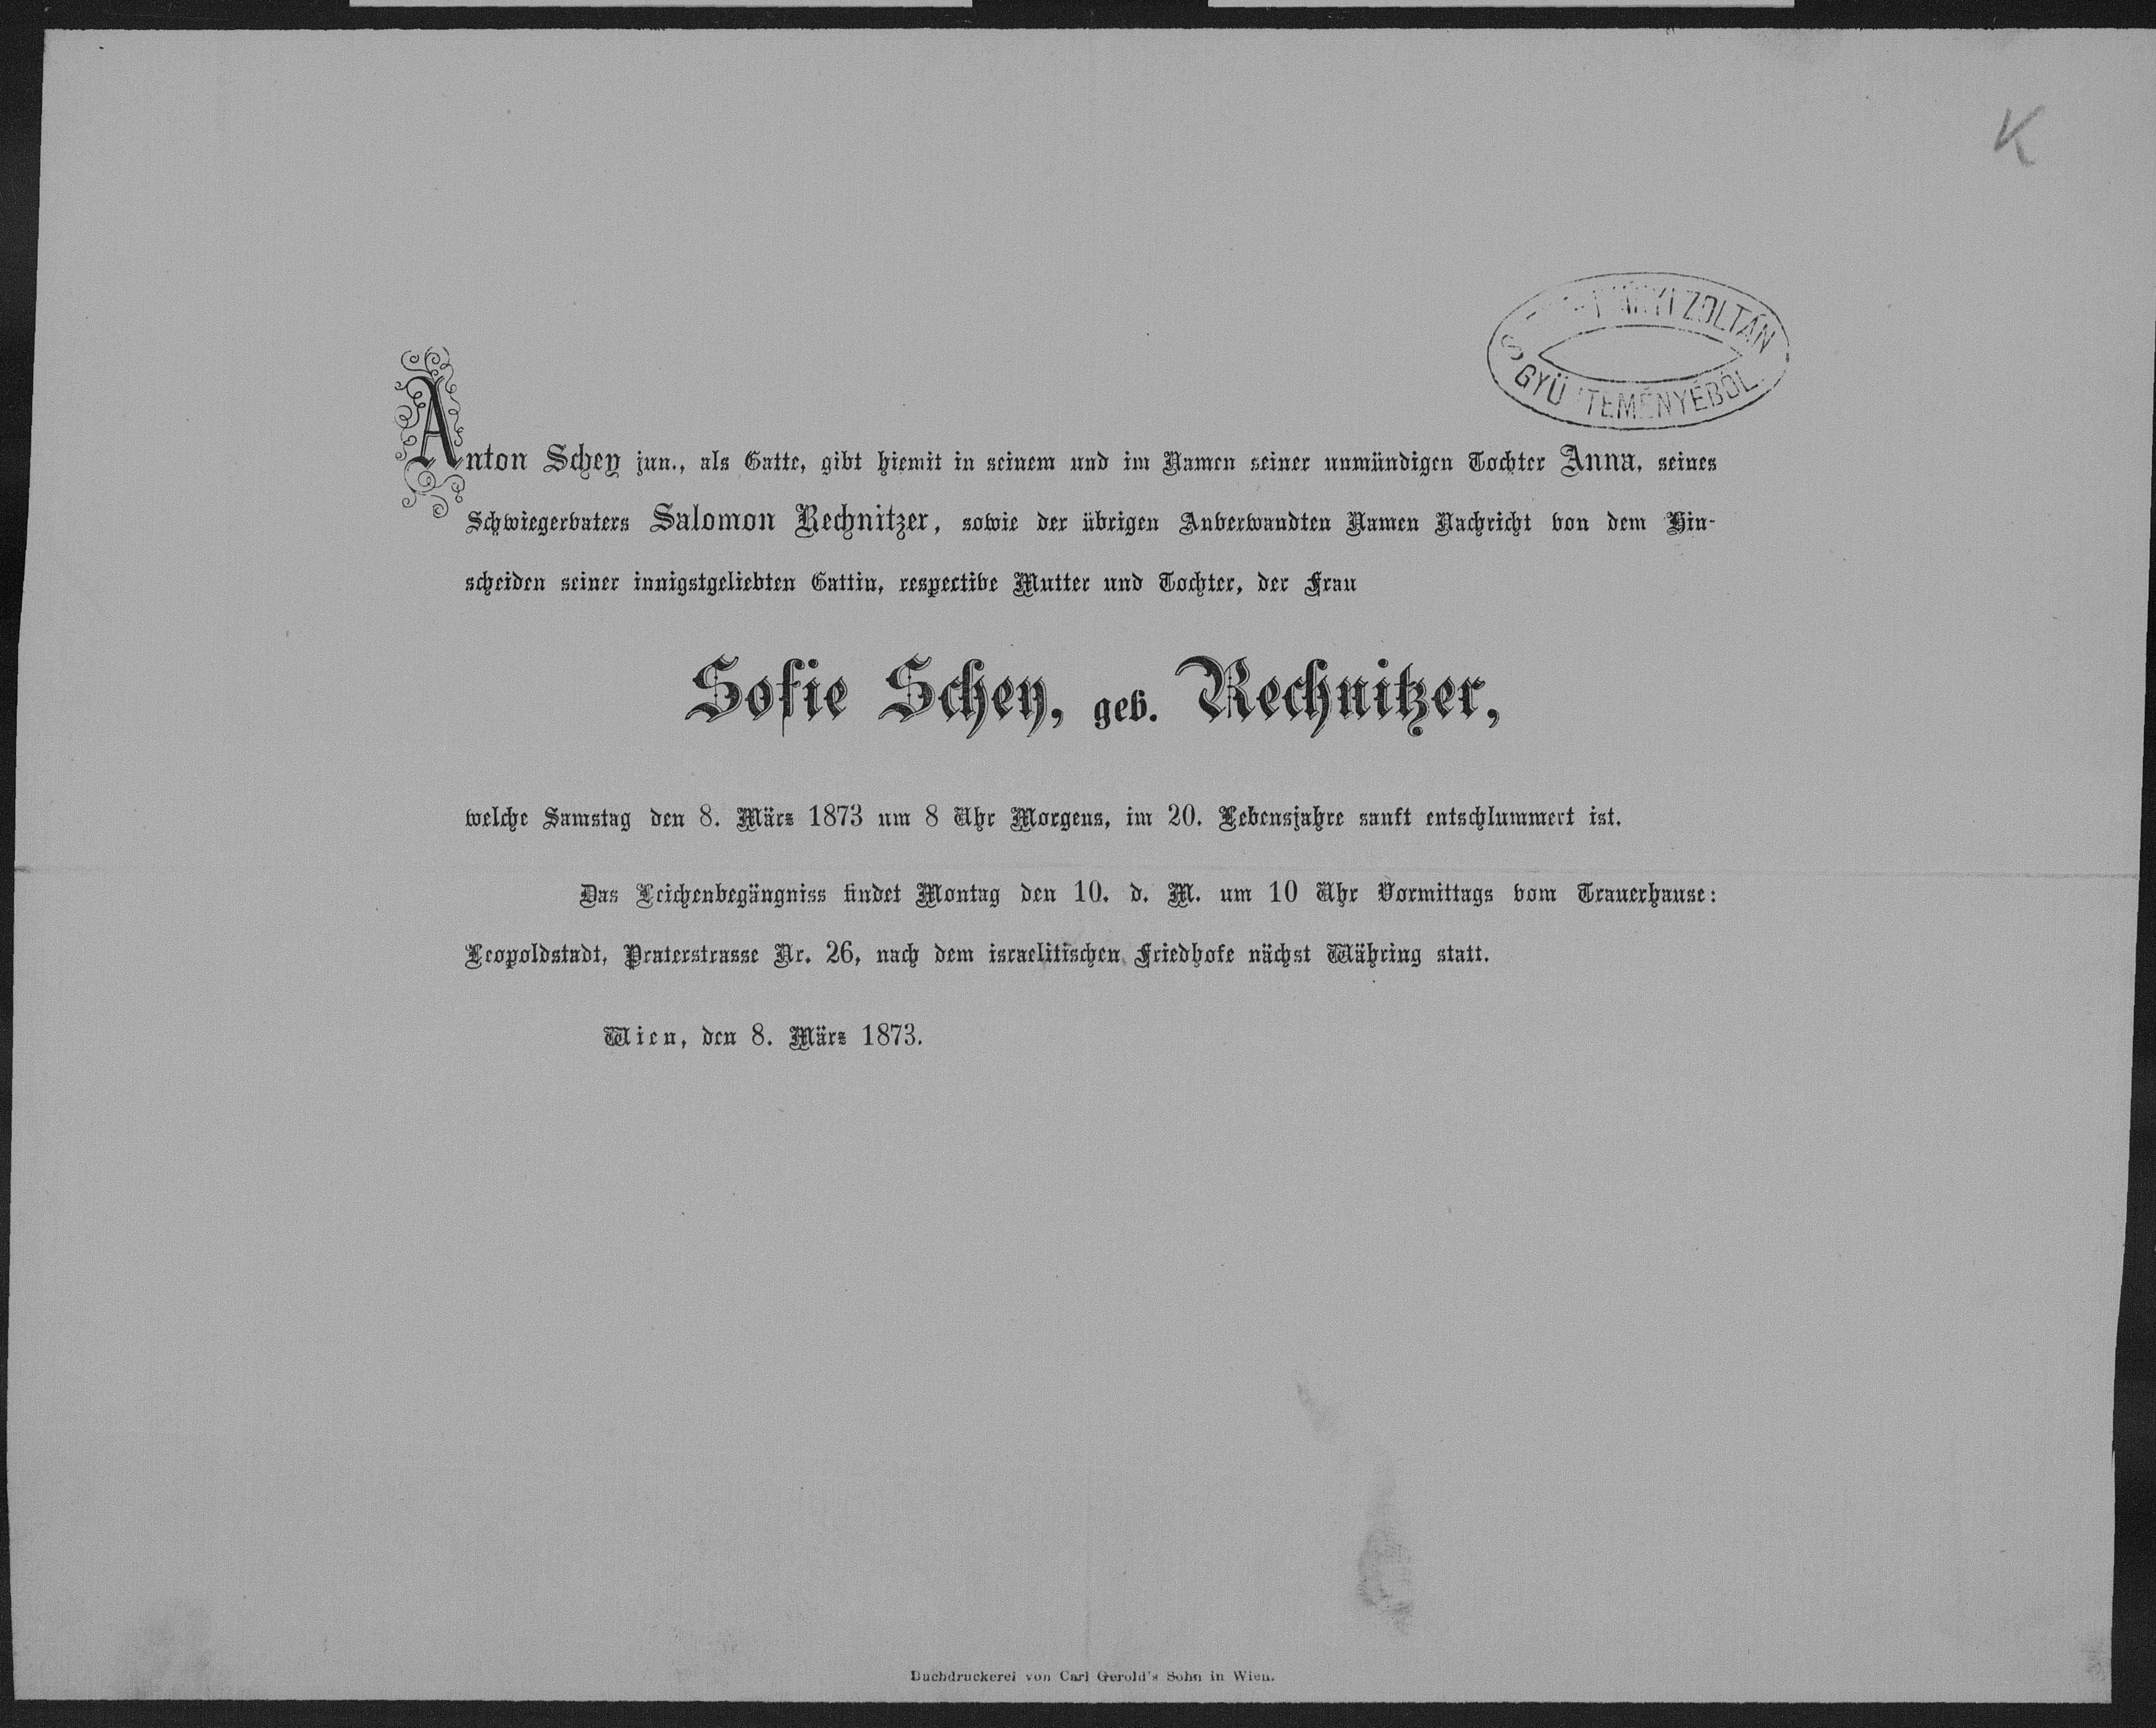 K
ZOLTÁN
Anton Schey jun., als Gatte, gibt hiemit in seinem und im Namen seiner unmündigen Tochter Anna, seines
Schwiegervaters Salomon Rechnitzer, sowie der übrigen Anverwandten Namen Nachricht von dem Hin-
scheiden seiner innigstgeliebten Gattin, respective Mutter und Tochter, der Frau
Sofie Schey, geb. Rechnitzer,
welche Samstag den 8. März 1873 um 8 Uhr Morgens, im 20. Lebensjahre sanft entschlummert ist.
Das Leichenbegängniss findet Montag den 10. d. M. um 10 Uhr Vormittags vom Trauerhause:
Leopoldstadt, Praterstrasse Nr. 26, nach dem israelitischen Friedhofe nächst Währing statt.
Wien, den 8. März 1873.
Buchdruckerei von Carl Gerold's Sohn in Wien.